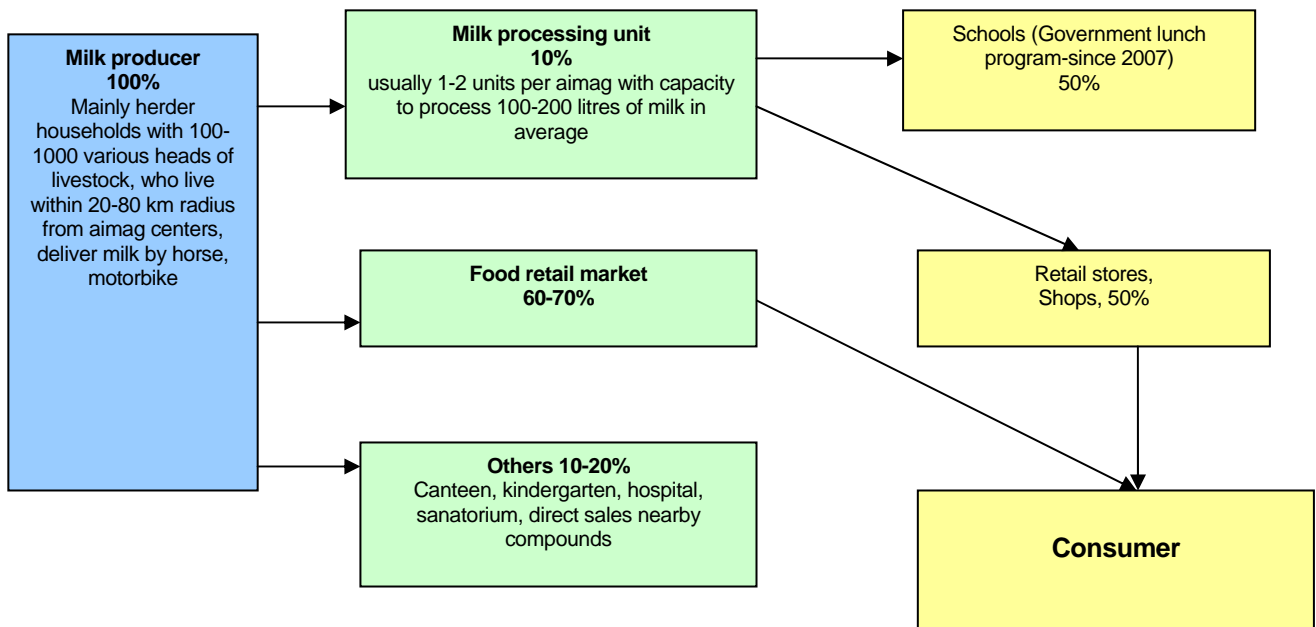 Milk producer
100%
Mainly herder
households with 100-
1000 various heads of
livestock, who live
within 20-80 km radius
from aimag centers,
deliver milk by horse,
motorbike
Milk processing unit
10%
usually 1-2 units per aimag with capacity
to process 100-200 litres of milk in
average
Schools (Government lunch
program-since 2007)
50%
Food retail market
60-70%
Retail stores,
Shops, 50%
Others 10-20%
Canteen, kindergarten, hospital,
sanatorium, direct sales nearby
compounds
Consumer